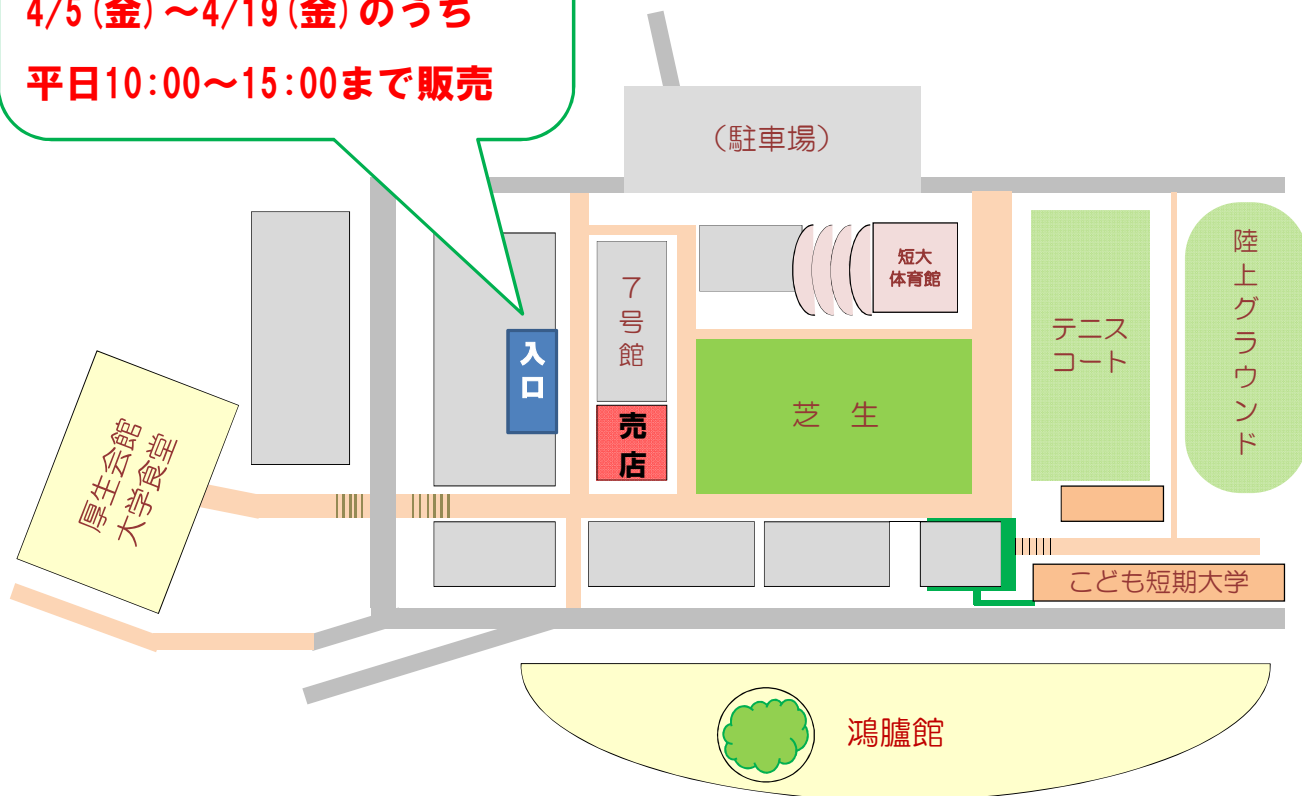 4/5(金)～4/19(金)のうち
平日10:00～15:00まで販売
(駐車場)
短大
体育館
7号館
入口
売店
芝　生
テニス
コート
陸上グラウンド
厚生会館
大学食堂
こども短期大学
鴻臚館